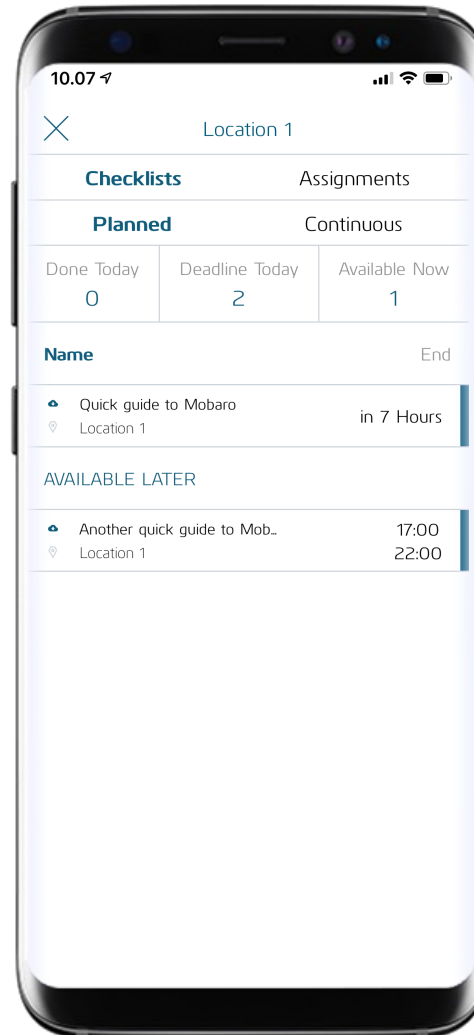 10.07
Location 1
Checklists Assignments
Planned Continuous
Done Today Deadline Today Available Now
0 2 1
Name End
Quick guide to Mobaro
in 7 Hours
Location 1
AVAILABLE LATER
Another quick guide to Mob...
17:00
Location 1
22:00